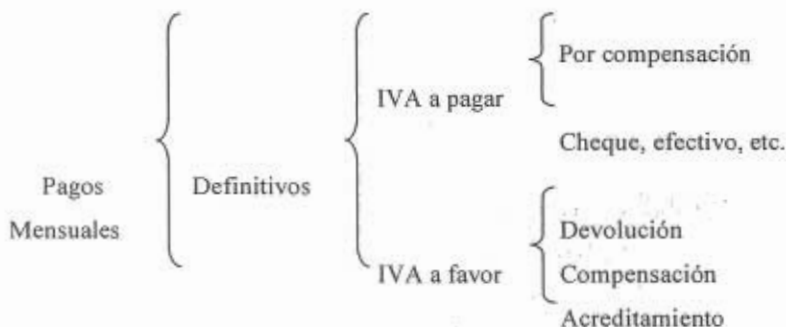 Por compensación
IVA a pagar
Cheque, efectivo, etc.
Pagos
Mensuales
Definitivos
IVA a favor
Devolución
Compensación
Acreditamiento